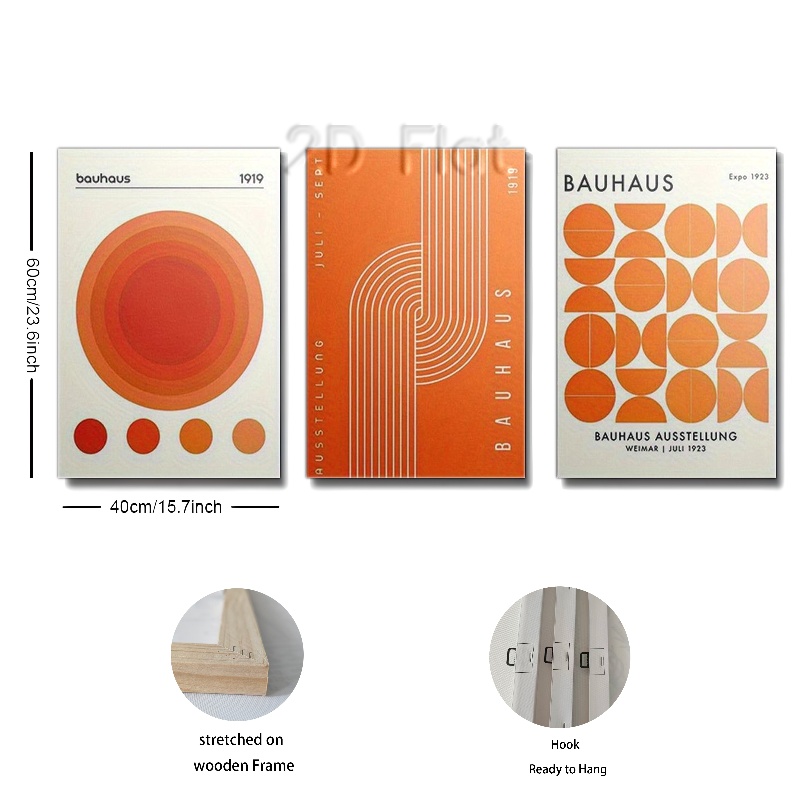 2D Flat
bauhaus 1919
60cm/23.6inch
40cm/15.7inch
AUSSTELLUNG JULI - SEPT
BAUHAUS 1919
BAUHAUS Expo 1923
BAUHAUS AUSSTELLUNG
WEIMAR | JULI 1923
stretched on
wooden Frame
Hook
Ready to Hang